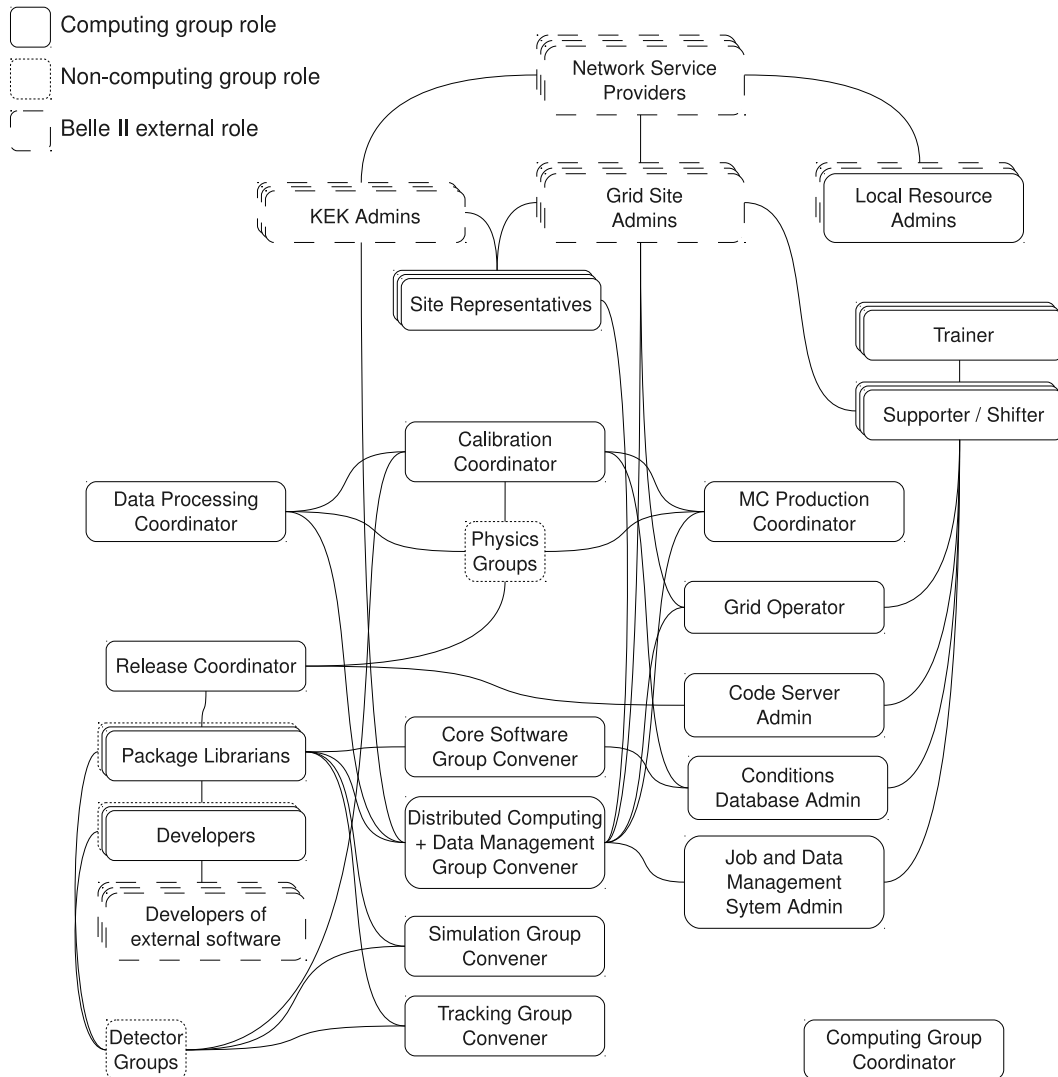 Computing group role
Non-computing group role
Belle II external role
Network Service
Providers
KEK Admins
Grid Site
Admins
Local Resource
Admins
Site Representatives
Trainer
Supporter / Shifter
Calibration
Coordinator
Data Processing
Coordinator
MC Production
Coordinator
Physics
Groups
Grid Operator
Release Coordinator
Code Server
Admin
Package Librarians
Core Software
Group Convener
Conditions
Database Admin
Developers
Distributed Computing
+ Data Management
Group Convener
Job and Data
Management
Sytem Admin
Developers of
external software
Simulation Group
Convener
Tracking Group
Convener
Detector
Groups
Computing Group
Coordinator